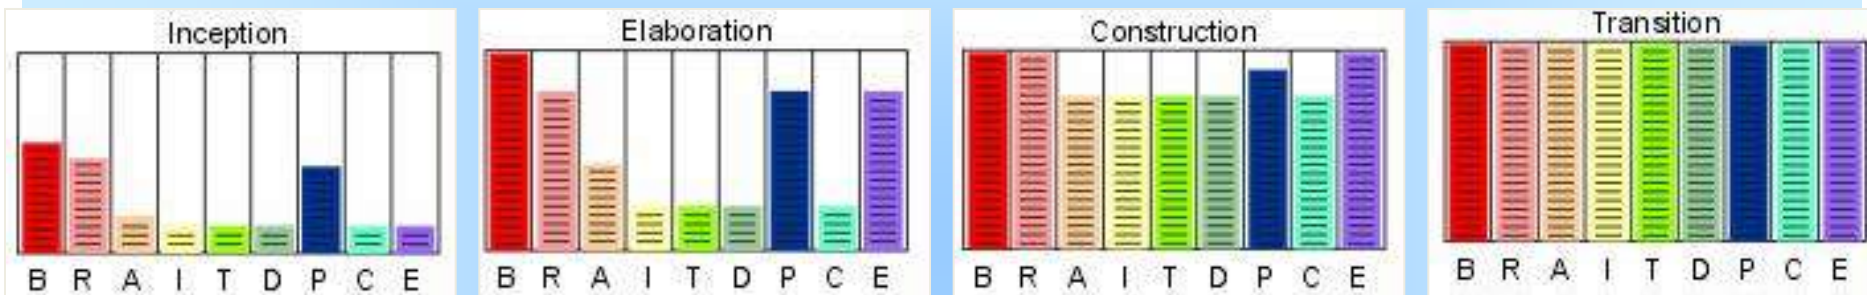 Inception
B R A I T D P C E
Elaboration
B R A I T D P C E
Construction
B R A I T D P C E
Transition
B R A I T D P C E